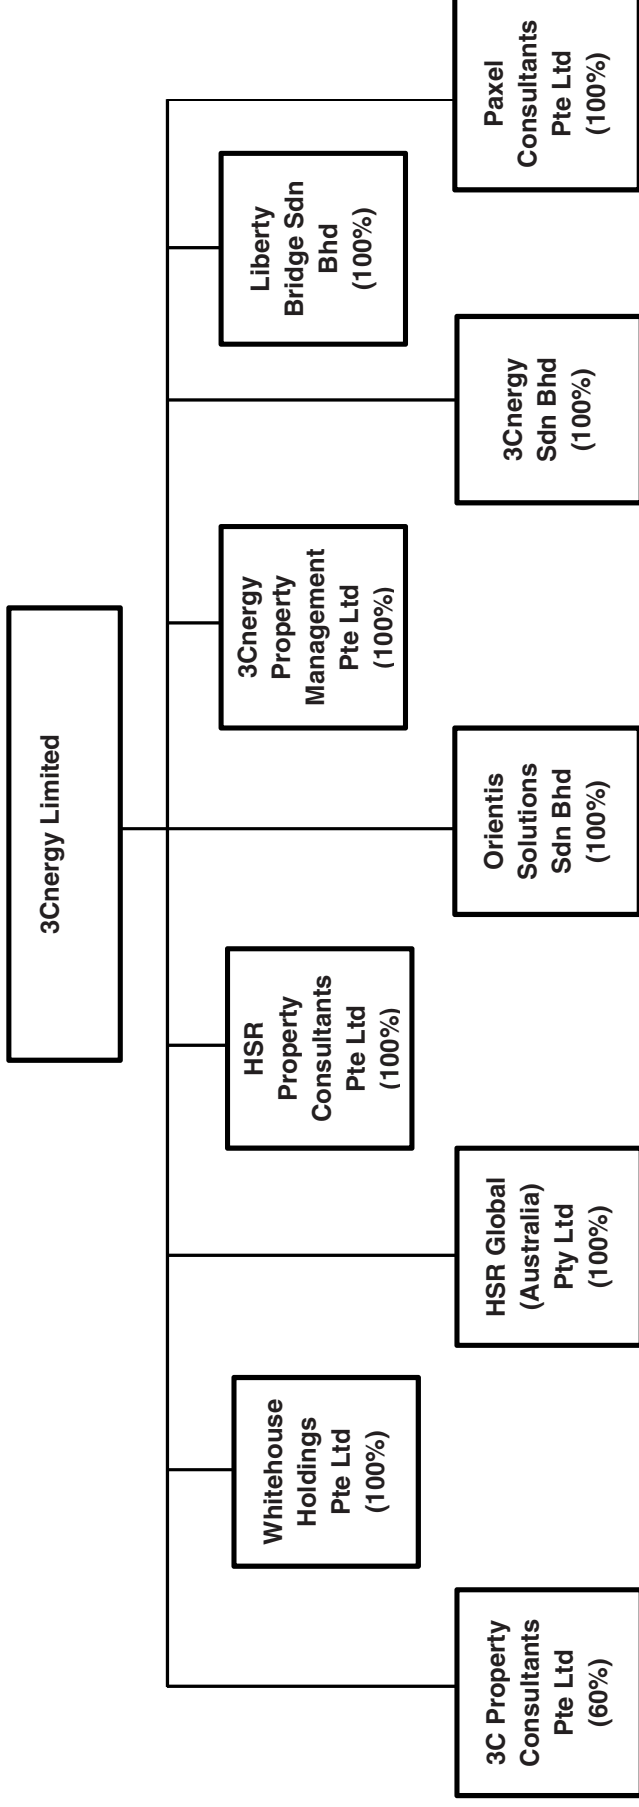 3Cnergy Limited
Whitehouse
Holdings
Pte Ltd
(100%)
HSR
Property
Consultants
Pte Ltd
(100%)
3Cnergy
Property
Management
Pte Ltd
(100%)
Liberty
Bridge Sdn
Bhd
(100%)
3C Property
Consultants
Pte Ltd
(60%)
HSR Global
(Australia)
Pty Ltd
(100%)
Orientis
Solutions
Sdn Bhd
(100%)
3Cnergy
Sdn Bhd
(100%)
Paxel
Consultants
Pte Ltd
(100%)